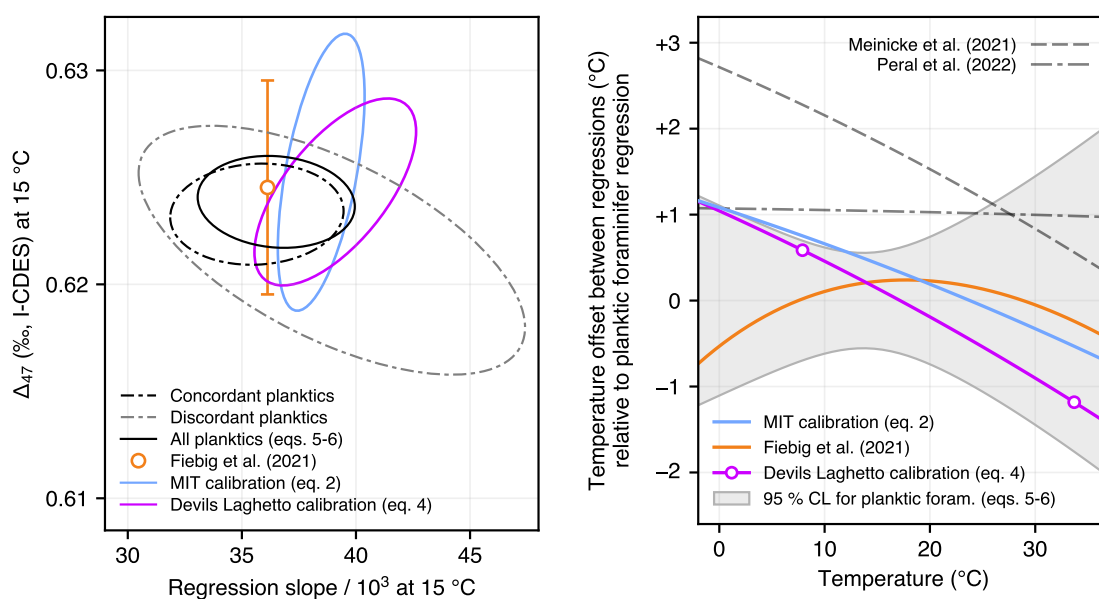 Δ47 (‰, I-CDES) at 15 °C
0.63
0.62
0.61
Concordant planktics
Discordant planktics
All planktics (eqs. 5-6)
Fiebig et al. (2021)
MIT calibration (eq. 2)
Devils Laghetto calibration (eq. 4)
30
35
40
45
Regression slope / 10³ at 15 °C
Temperature offset between regressions (°C)
relative to planktic foraminifer regression
+3
+2
+1
0
−1
−2
Meinicke et al. (2021)
Peral et al. (2022)
MIT calibration (eq. 2)
Fiebig et al. (2021)
Devils Laghetto calibration (eq. 4)
95 % CL for planktic foram. (eqs. 5-6)
0
10
20
30
Temperature (°C)